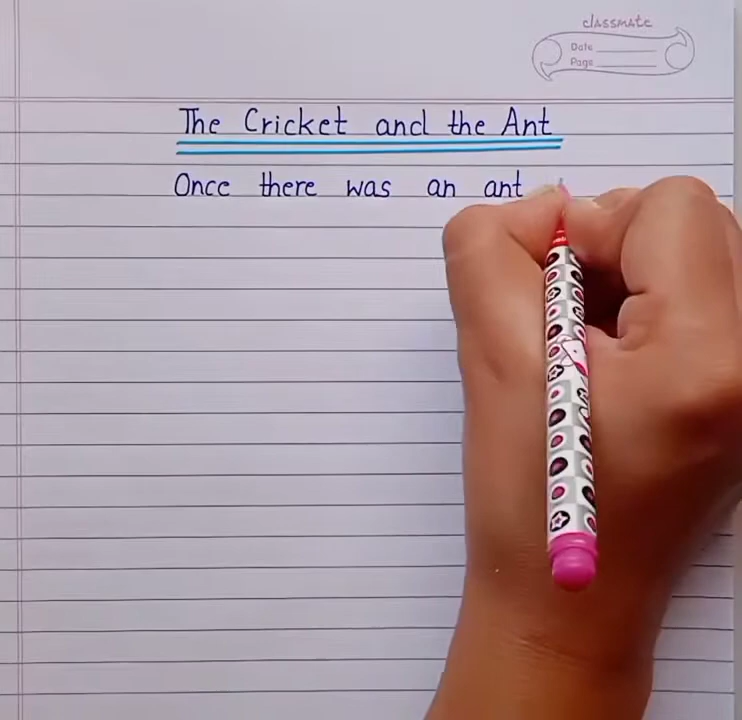 classmate
Date
Page
The Cricket and the Ant
Once there was an ant